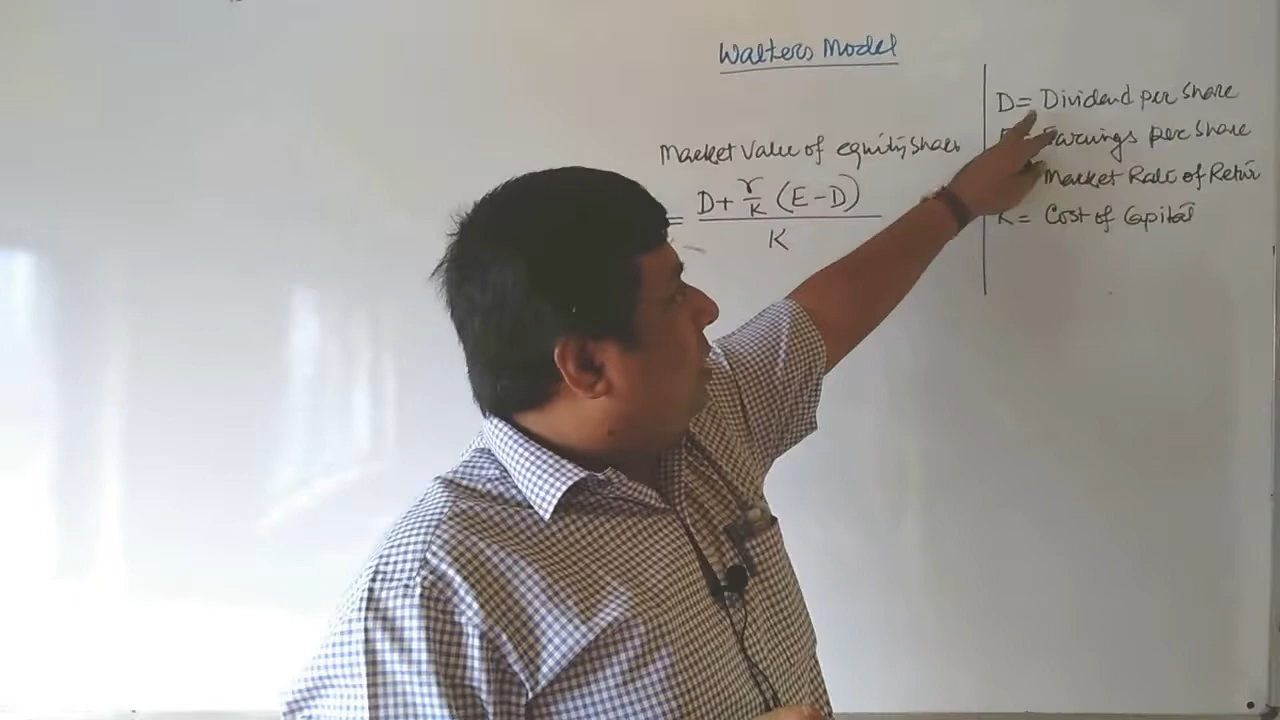 Walters Model
Market Value of equity Shares
= D + r/K (E - D)
K
D = Dividend per Share
Earnings per Share
Market Rate of Return
K = Cost of Capital